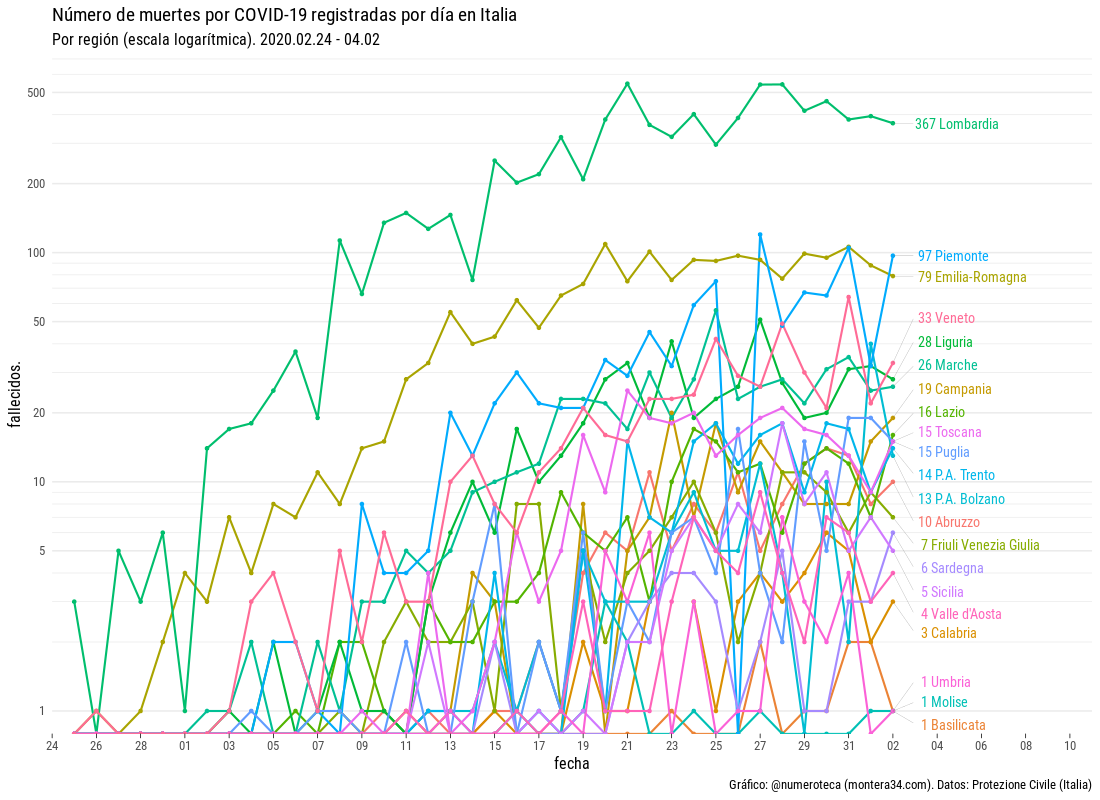 Número de muertes por COVID-19 registradas por día en Italia
Por región (escala logarítmica). 2020.02.24 - 04.02
fallecidos.
500
200
100
50
20
10
5
1
367 Lombardia
97 Piemonte
79 Emilia-Romagna
33 Veneto
28 Liguria
26 Marche
19 Campania
16 Lazio
15 Toscana
15 Puglia
14 P.A. Trento
13 P.A. Bolzano
10 Abruzzo
7 Friuli Venezia Giulia
6 Sardegna
5 Sicilia
4 Valle d'Aosta
3 Calabria
1 Umbria
1 Molise
1 Basilicata
24 26 28 01 03 05 07 09 11 13 15 17 19 21 23 25 27 29 31 02 04 06 08 10
fecha
Gráfico: @numeroteca (montera34.com). Datos: Protezione Civile (Italia)